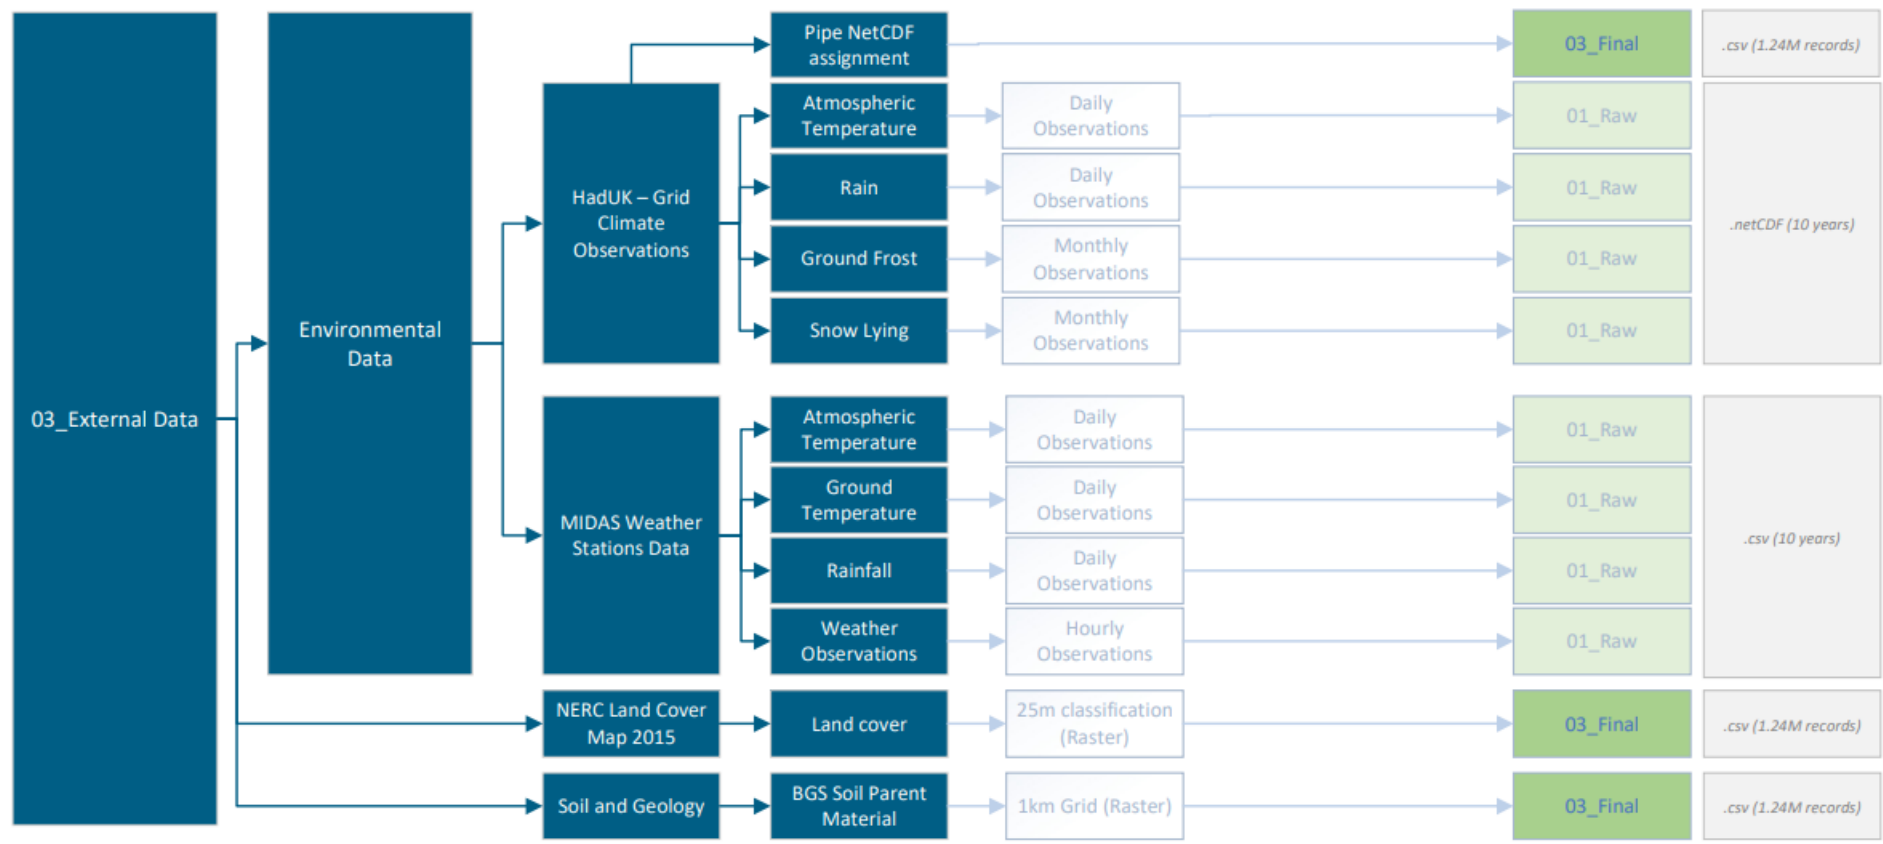 03_External Data
Environmental
Data
HadUK – Grid
Climate
Observations
Pipe NetCDF
assignment
03_Final
.csv (1.24M records)
Atmospheric
Temperature
Daily
Observations
01_Raw
Rain
Daily
Observations
01_Raw
Ground Frost
Monthly
Observations
01_Raw
Snow Lying
Monthly
Observations
01_Raw
.netCDF (10 years)
MIDAS Weather
Stations Data
Atmospheric
Temperature
Daily
Observations
01_Raw
Ground
Temperature
Daily
Observations
01_Raw
Rainfall
Daily
Observations
01_Raw
Weather
Observations
Hourly
Observations
01_Raw
.csv (10 years)
NERC Land Cover
Map 2015
Land cover
25m classification
(Raster)
03_Final
.csv (1.24M records)
Soil and Geology
BGS Soil Parent
Material
1km Grid (Raster)
03_Final
.csv (1.24M records)